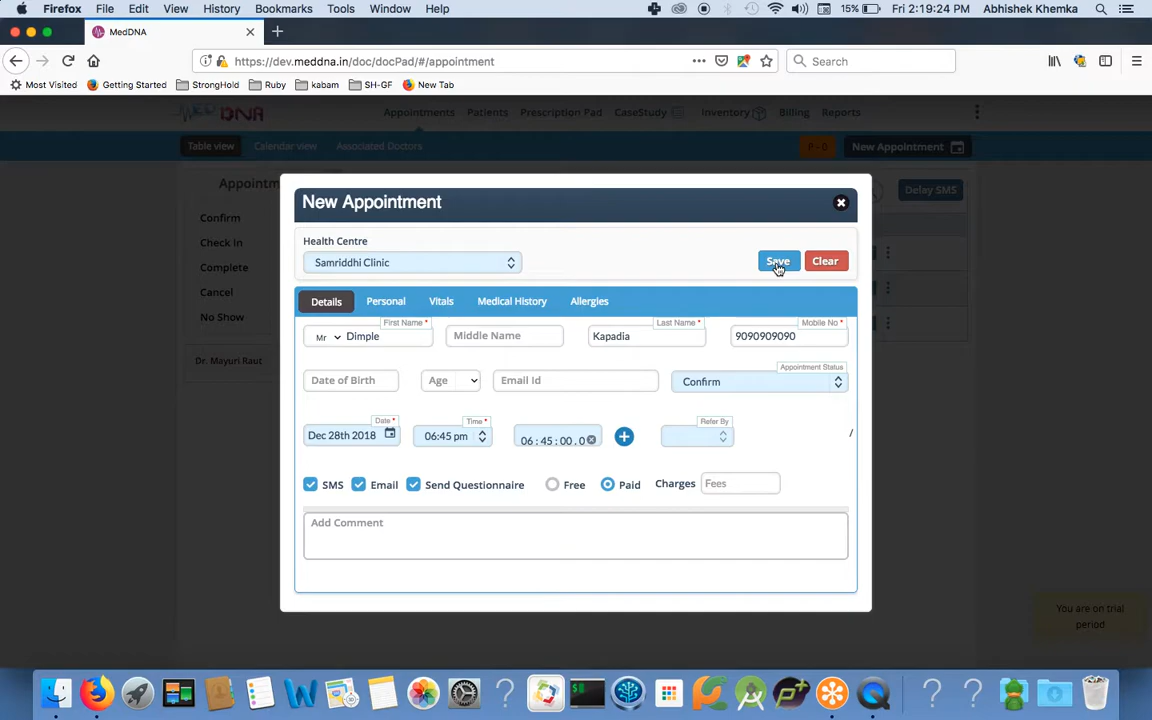 Firefox File Edit View History Bookmarks Tools Window Help 15% Fri 2:19:24 PM Abhishek Khemka
MedDNA
https://dev.meddna.in/doc/docPad/#/appointment
Search
Most Visited Getting Started StrongHold Ruby kabam SH-GF New Tab
MED DNA Appointments Patients Prescription Pad CaseStudy Inventory Billing Reports
Table view Calendar view Associated Doctors P - 0 New Appointment
Appointm
Delay SMS
Confirm
Check In
Complete
Cancel
No Show
Dr. Mayuri Raut
New Appointment
Health Centre
Samriddhi Clinic
Save Clear
Details Personal Vitals Medical History Allergies
First Name * Last Name * Mobile No *
Mr Dimple Middle Name Kapadia 9090909090
Appointment Status
Date of Birth Age Email Id Confirm
Date * Time * Refer By
Dec 28th 2018 06:45 pm 06 : 45 : 00 . 0 /
SMS Email Send Questionnaire Free Paid Charges Fees
Add Comment
You are on trial
period